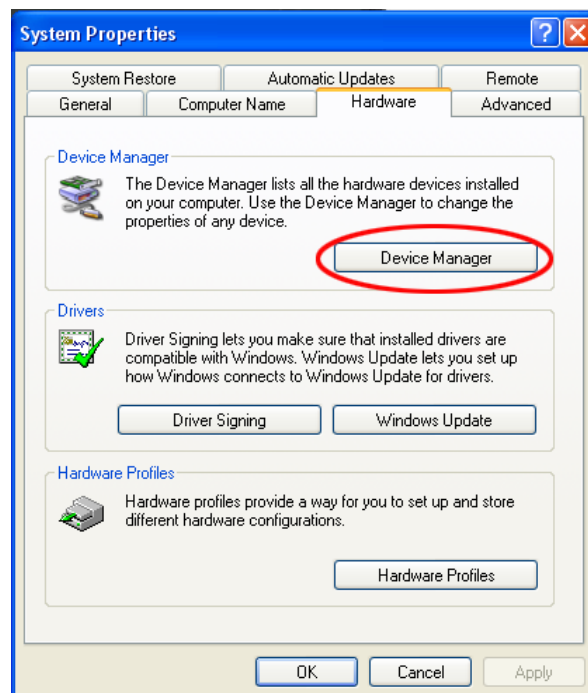 System Properties
System Restore
Automatic Updates
Remote
General
Computer Name
Hardware
Advanced
Device Manager
The Device Manager lists all the hardware devices installed
on your computer. Use the Device Manager to change the
properties of any device.
Device Manager
Drivers
Driver Signing lets you make sure that installed drivers are
compatible with Windows. Windows Update lets you set up
how Windows connects to Windows Update for drivers.
Driver Signing
Windows Update
Hardware Profiles
Hardware profiles provide a way for you to set up and store
different hardware configurations.
Hardware Profiles
OK
Cancel
Apply